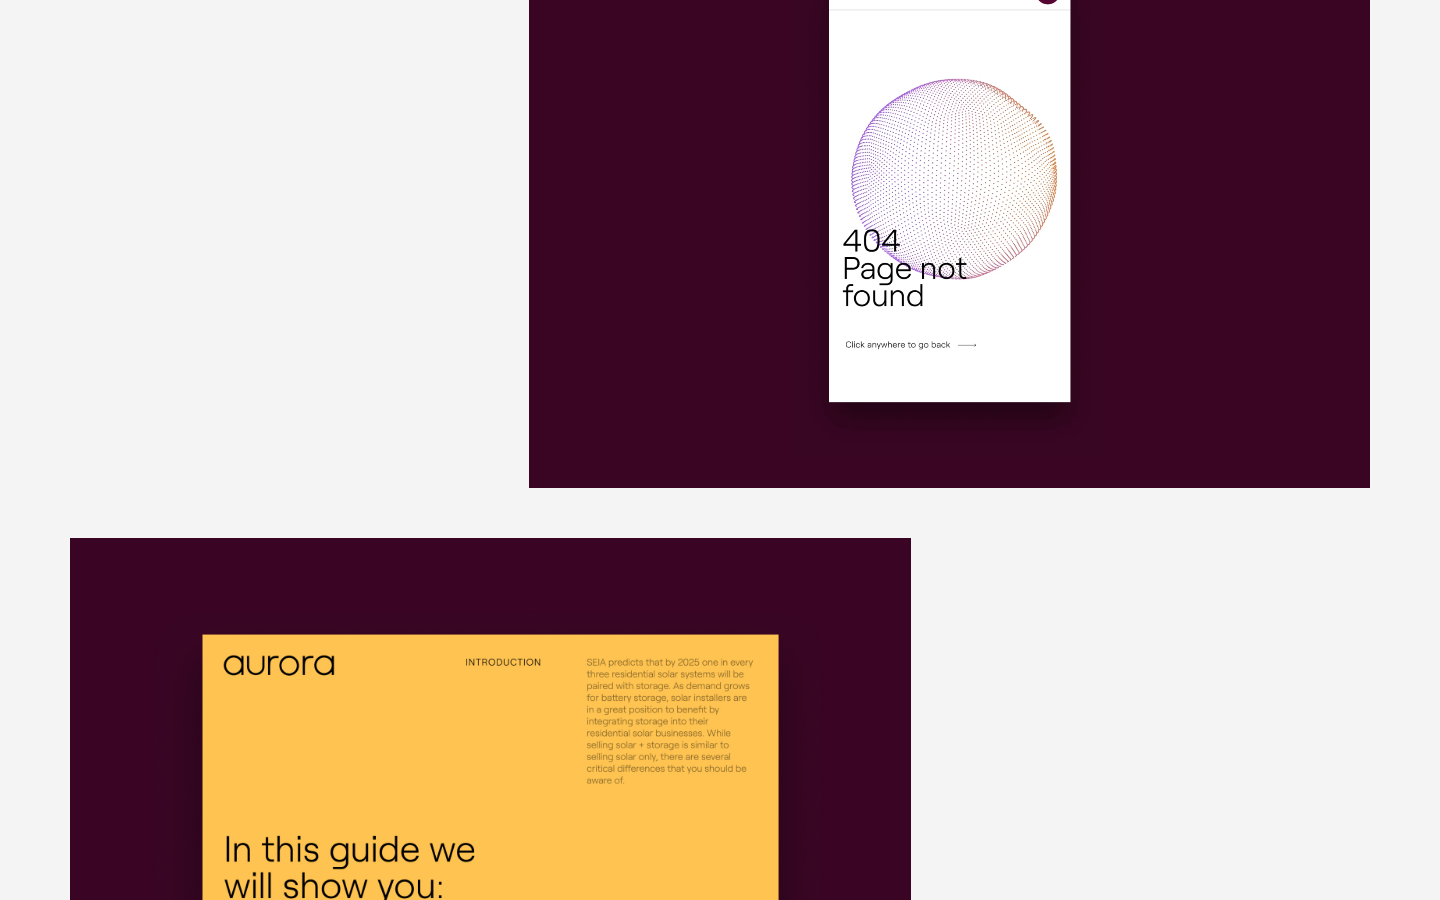 404
Page not
found
Click anywhere to go back
aurora
INTRODUCTION
SEIA predicts that by 2025 one in every
three residential solar systems will be
paired with storage. As demand grows
for battery storage, solar installers are
in a great position to benefit by
integrating storage into their
residential solar businesses. While
selling solar + storage is similar to
selling solar only, there are several
critical differences that you should be
aware of.
In this guide we
will show you: